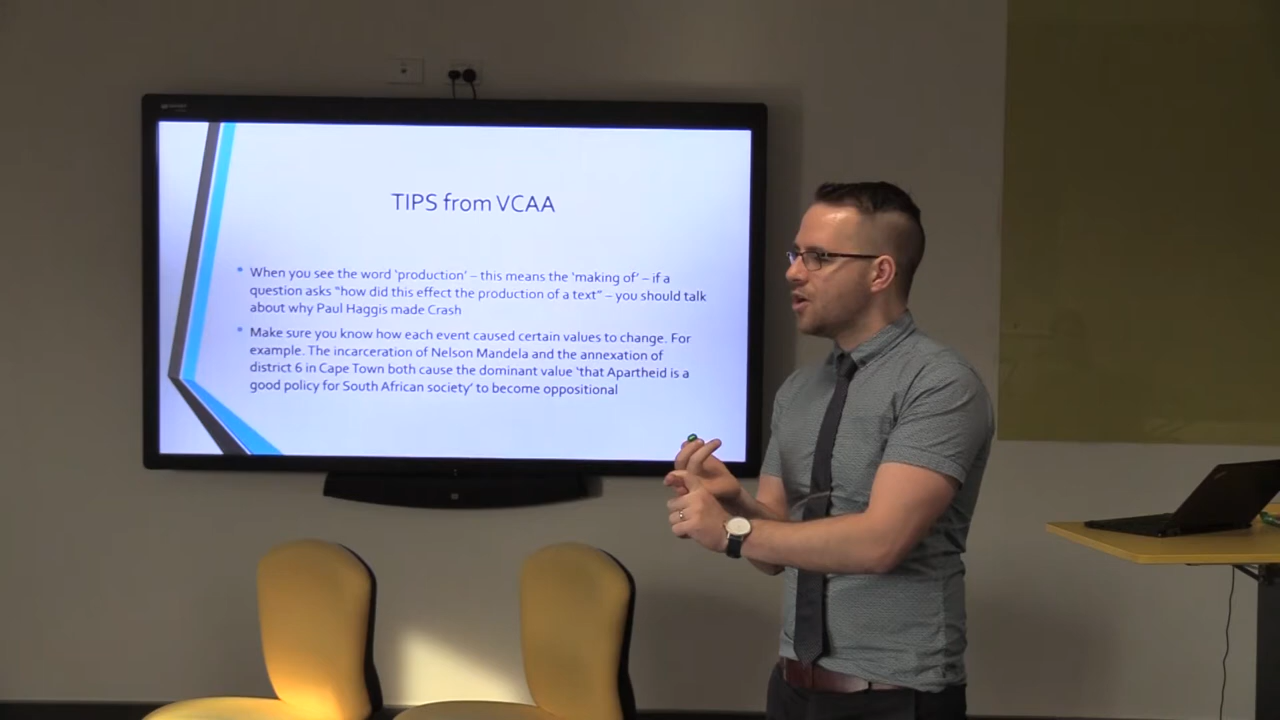 TIPS from VCAA
When you see the word ‘production’ – this means the ‘making of’ – if a
question asks “how did this effect the production of a text” – you should talk
about why Paul Haggis made Crash
Make sure you know how each event caused certain values to change. For
example. The incarceration of Nelson Mandela and the annexation of
district 6 in Cape Town both cause the dominant value ‘that Apartheid is a
good policy for South African society’ to become oppositional